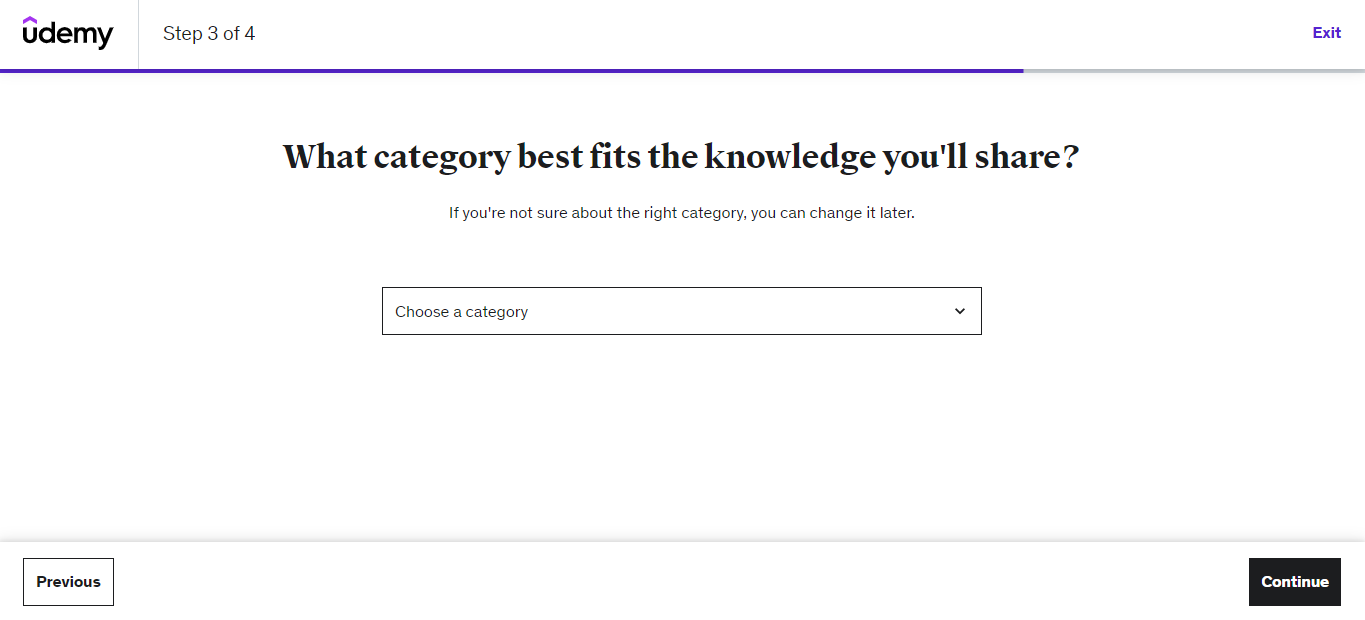 udemy
Step 3 of 4
Exit
What category best fits the knowledge you'll share?
If you're not sure about the right category, you can change it later.
Choose a category
Previous
Continue